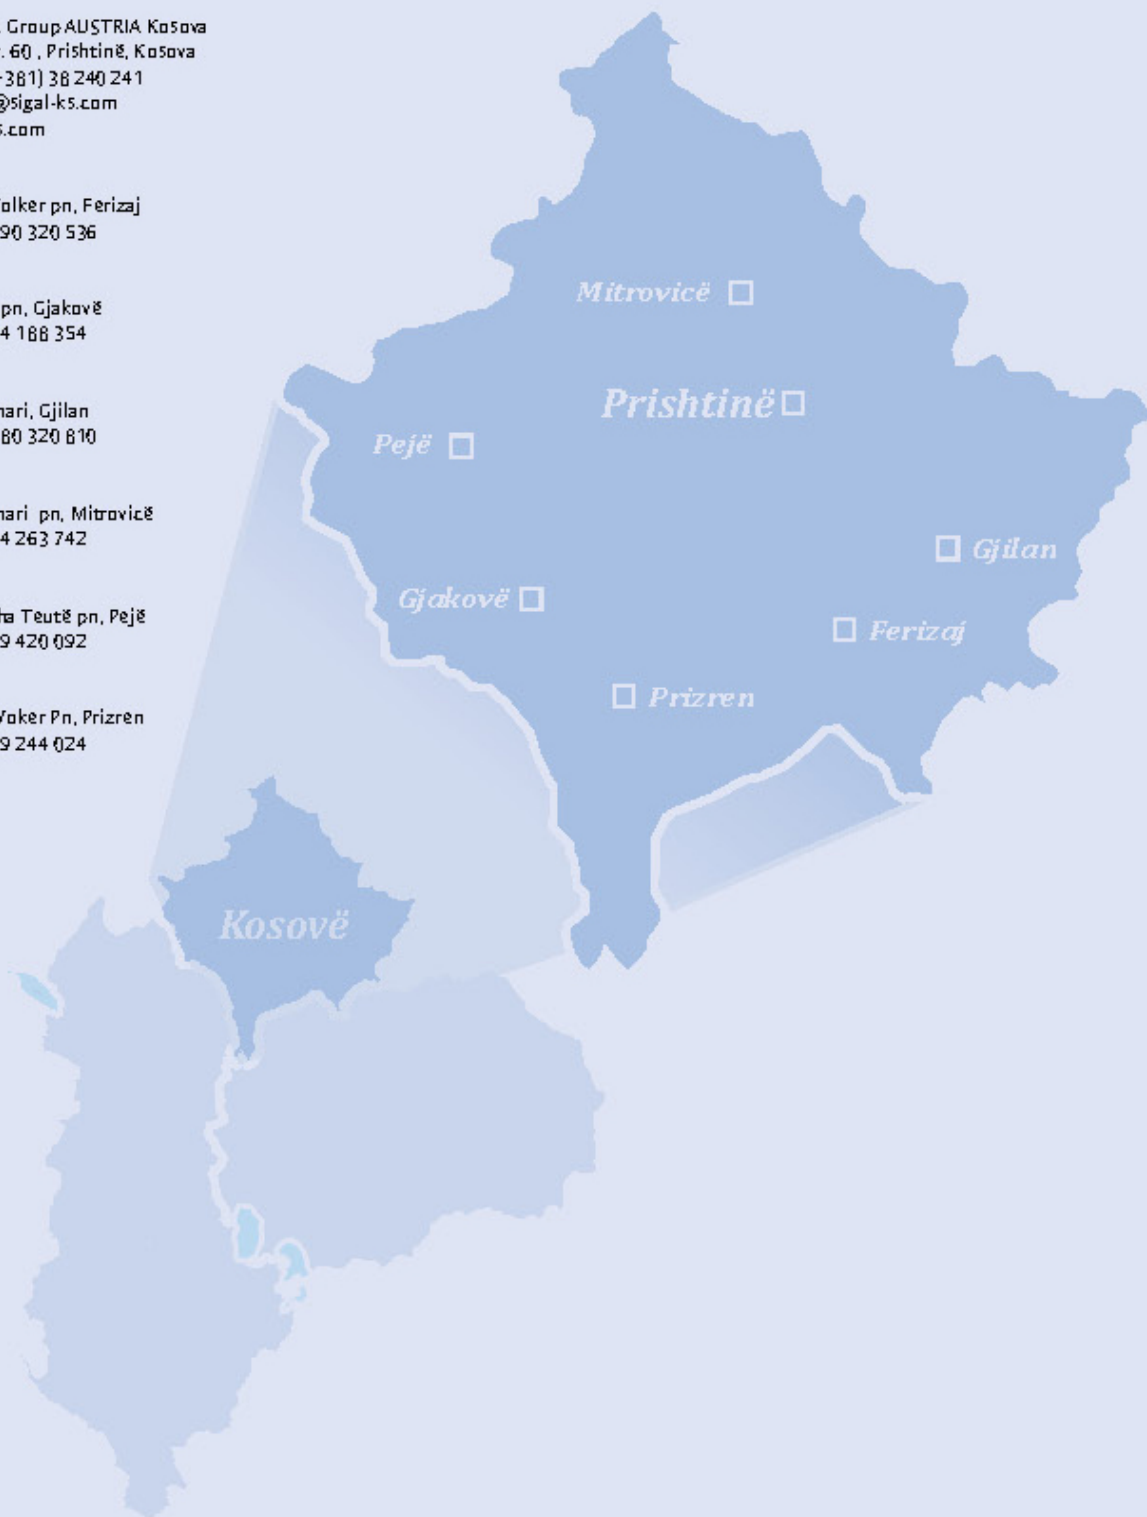 Group AUSTRIA Kosova
. 60 , Prishtinë, Kosova
381) 38 240 241
@sigal-ks.com
.com
olker pn, Ferizaj
90 320 536
pn, Gjakovë
4 188 354
nari, Gjilan
80 320 810
nari pn, Mitrovicë
4 263 742
ha Teutë pn, Pejë
9 420 092
Voker Pn, Prizren
9 244 024
Mitrovicë
Prishtinë
Pejë
Gjilan
Gjakovë
Ferizaj
Prizren
Kosovë